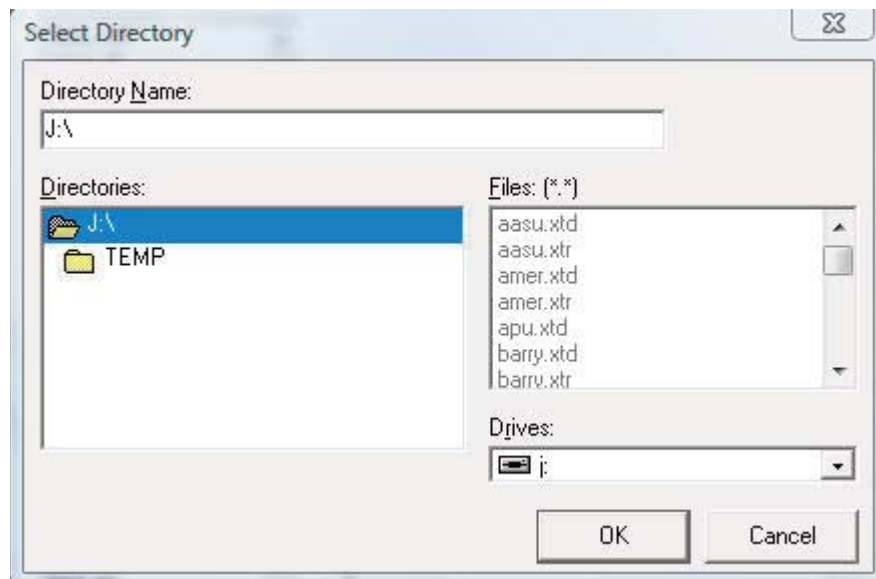 Select Directory
Directory Name:
J:\
Directories:
J:\
TEMP
Files: (*.*)
aasu.xtd
aasu.xtr
amer.xtd
amer.xtr
apu.xtd
barry.xtd
barry.xtr
Drives:
j:
OK
Cancel